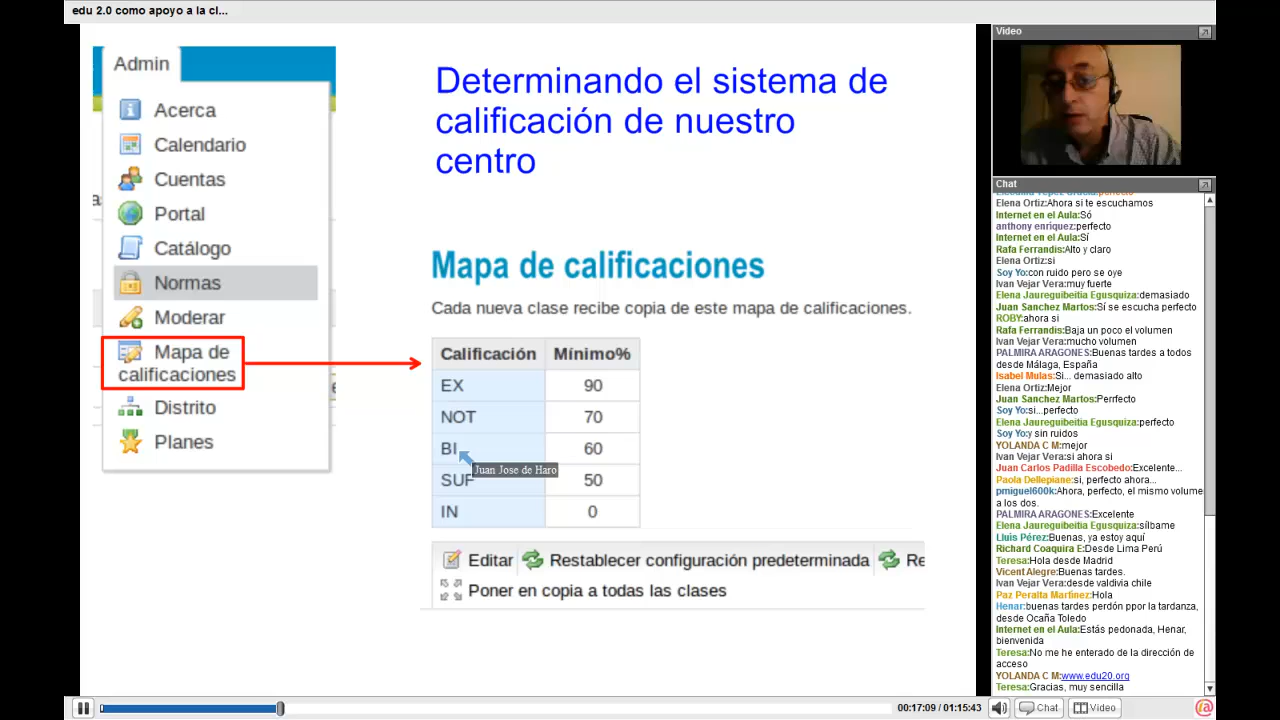 edu 2.0 como apoyo a la cl...
Admin
Acerca
Calendario
Cuentas
Portal
Catálogo
Normas
Moderar
Mapa de
calificaciones
Distrito
Planes
Determinando el sistema de
calificación de nuestro
centro
Mapa de calificaciones
Cada nueva clase recibe copia de este mapa de calificaciones.
Calificación Mínimo%
EX 90
NOT 70
BI 60
Juan Jose de Haro
SUF 50
IN 0
Editar Restablecer configuración predeterminada Re
Poner en copia a todas las clases
Video
Chat
Elena Ortiz:Ahora si te escuchamos
Internet en el Aula:Só
anthony enriquez:perfecto
Internet en el Aula:Sí
Rafa Ferrandis:Alto y claro
Elena Ortiz:si
Soy Yo:con ruido pero se oye
Ivan Vejar Vera:muy fuerte
Elena Jaureguibeitia Egusquiza:demasiado
Juan Sanchez Martos:Sí se escucha perfecto
ROBY:ahora si
Rafa Ferrandis:Baja un poco el volumen
Ivan Vejar Vera:mucho volumen
PALMIRA ARAGONES:Buenas tardes a todos
desde Málaga, España
Isabel Mulas:Si... demasiado alto
Elena Ortiz:Mejor
Juan Sanchez Martos:Perrfecto
Soy Yo:si...perfecto
Elena Jaureguibeitia Egusquiza:perfecto
Soy Yo:y sin ruidos
YOLANDA C M:mejor
Ivan Vejar Vera:si ahora si
Juan Carlos Padilla Escobedo:Excelente...
Paola Dellepiane:si, perfecto ahora...
pmiguel600k:Ahora, perfecto, el mismo volume
a los dos.
PALMIRA ARAGONES:Excelente
Elena Jaureguibeitia Egusquiza:sílbame
Lluìs Pérez:Buenas, ya estoy aquí
Richard Coaquira E:Desde Lima Perú
Teresa:Hola desde Madrid
Vicent Alegre:Buenas tardes.
Ivan Vejar Vera:desde valdivia chile
Paz Peralta Martínez:Hola
Henar:buenas tardes perdón ppor la tardanza,
desde Ocaña Toledo
Internet en el Aula:Estás pedonada, Henar,
bienvenida
Teresa:No me he enterado de la dirección de
acceso
YOLANDA C M:www.edu20.org
Teresa:Gracias, muy sencilla
00:17:09 / 01:15:43 Chat Video